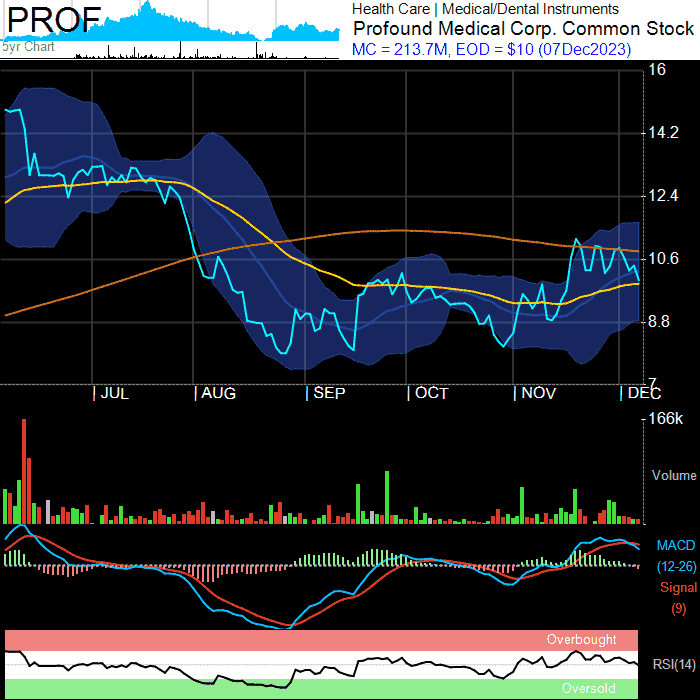 PROF
5yr Chart
Health Care | Medical/Dental Instruments
Profound Medical Corp. Common Stock
MC = 213.7M, EOD = $10 (07Dec2023)
16
14.2
12.4
10.6
8.8
7
JUL
AUG
SEP
OCT
NOV
DEC
166k
Volume
MACD
(12-26)
Signal
(9)
Overbought
RSI(14)
Oversold